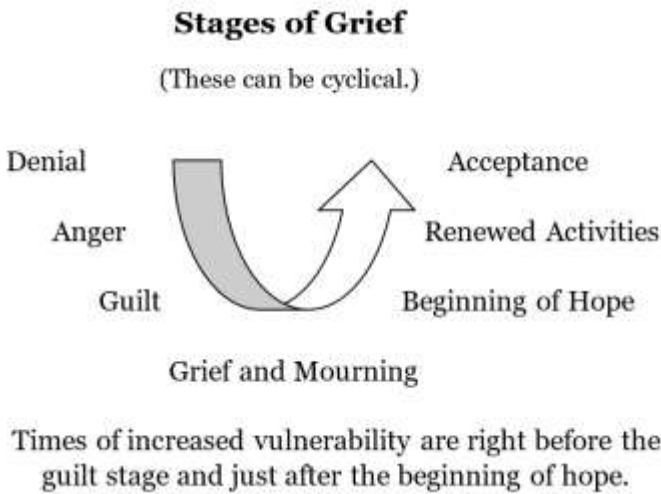 Stages of Grief
(These can be cyclical.)
Denial
Acceptance
Anger
Renewed Activities
Guilt
Beginning of Hope
Grief and Mourning
Times of increased vulnerability are right before the
guilt stage and just after the beginning of hope.